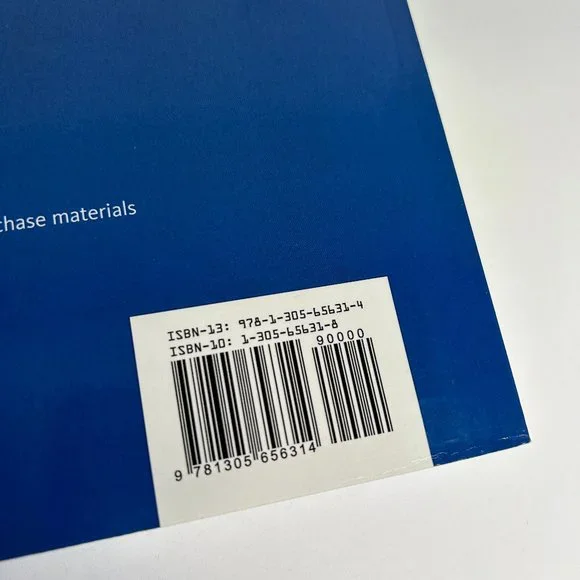 chase materials
ISBN-13: 978-1-305-65631-4
ISBN-10: 1-305-65631-8
90000
9 781305 656314